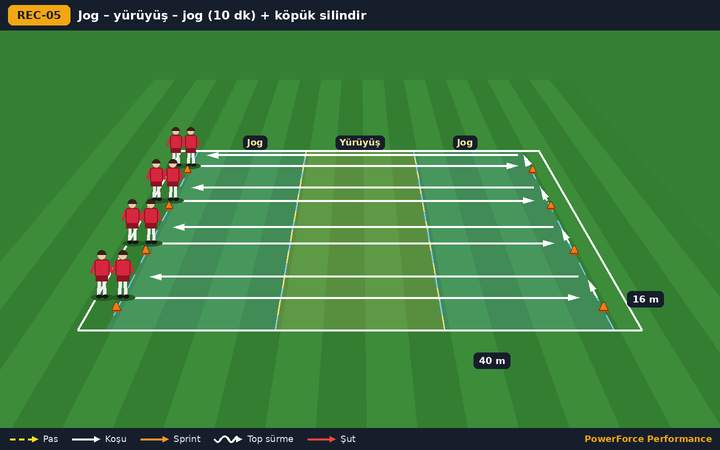 REC-05 Jog – yürüyüş – jog (10 dk) + köpük silindir
Jog Yürüyüş Jog
16 m
40 m
Pas Koşu Sprint Top sürme Şut PowerForce Performance